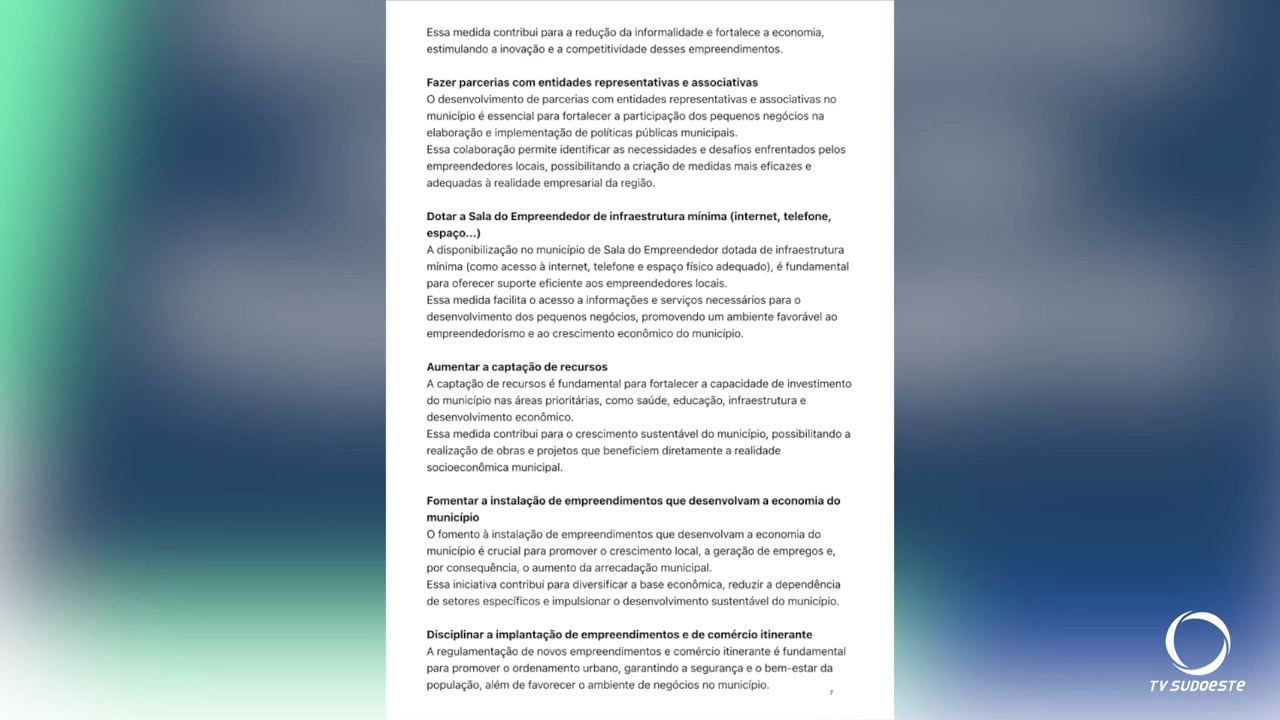 Essa medida contribui para a redução da informalidade e fortalece a economia,
estimulando a inovação e a competitividade desses empreendimentos.
Fazer parcerias com entidades representativas e associativas
O desenvolvimento de parcerias com entidades representativas e associativas no
município é essencial para fortalecer a participação dos pequenos negócios na
elaboração e implementação de políticas públicas municipais.
Essa colaboração permite identificar as necessidades e desafios enfrentados pelos
empreendedores locais, possibilitando a criação de medidas mais eficazes e
adequadas à realidade empresarial da região.
Dotar a Sala do Empreendedor de infraestrutura mínima (internet, telefone,
espaço...)
A disponibilização no município de Sala do Empreendedor dotada de infraestrutura
mínima (como acesso à internet, telefone e espaço físico adequado), é fundamental
para oferecer suporte eficiente aos empreendedores locais.
Essa medida facilita o acesso a informações e serviços necessários para o
desenvolvimento dos pequenos negócios, promovendo um ambiente favorável ao
empreendedorismo e ao crescimento econômico do município.
Aumentar a captação de recursos
A captação de recursos é fundamental para fortalecer a capacidade de investimento
do município nas áreas prioritárias, como saúde, educação, infraestrutura e
desenvolvimento econômico.
Essa medida contribui para o crescimento sustentável do município, possibilitando a
realização de obras e projetos que beneficiem diretamente a realidade
socioeconômica municipal.
Fomentar a instalação de empreendimentos que desenvolvam a economia do
município
O fomento à instalação de empreendimentos que desenvolvam a economia do
município é crucial para promover o crescimento local, a geração de empregos e,
por consequência, o aumento da arrecadação municipal.
Essa iniciativa contribui para diversificar a base econômica, reduzir a dependência
de setores específicos e impulsionar o desenvolvimento sustentável do município.
Disciplinar a implantação de empreendimentos e de comércio itinerante
A regulamentação de novos empreendimentos e comércio itinerante é fundamental
para promover o ordenamento urbano, garantindo a segurança e o bem-estar da
população, além de favorecer o ambiente de negócios no município.
7
TV SUDOESTE